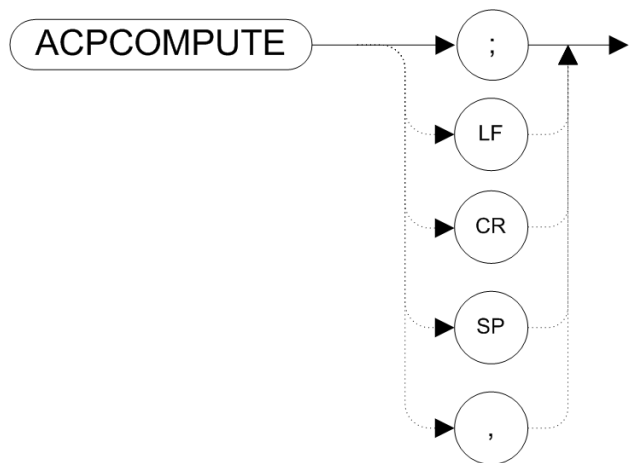 ACPCOMPUTE
;
LF
CR
SP
,